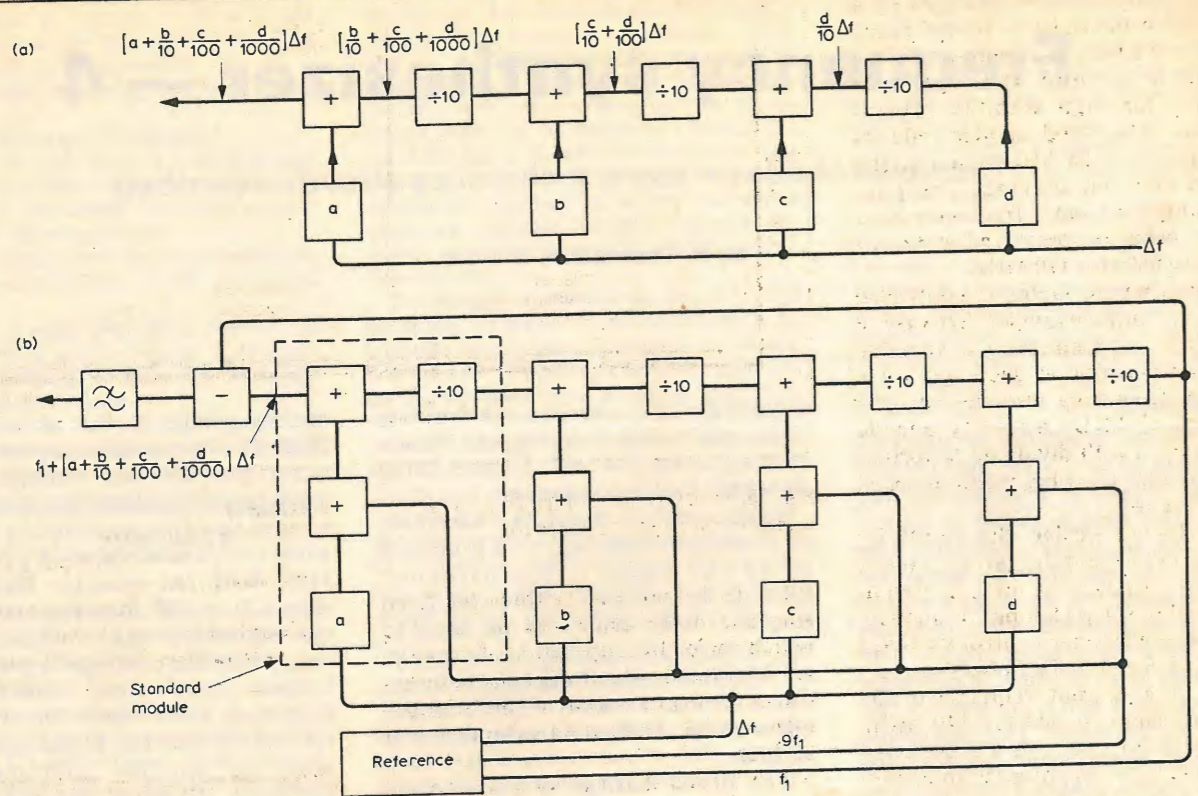 (a)
[a+b/10+c/100+d/1000]Δf
[b/10+c/100+d/1000]Δf
[c/10+d/100]Δf
d/10 Δf
+ ÷10 + ÷10 + ÷10
a b c d
Δf
(b)
− + ÷10 + ÷10 + ÷10 + ÷10
f₁+[a+b/10+c/100+d/1000]Δf
+ + + +
a b c d
Standard
module
Δf
Reference
·9f₁
f₁